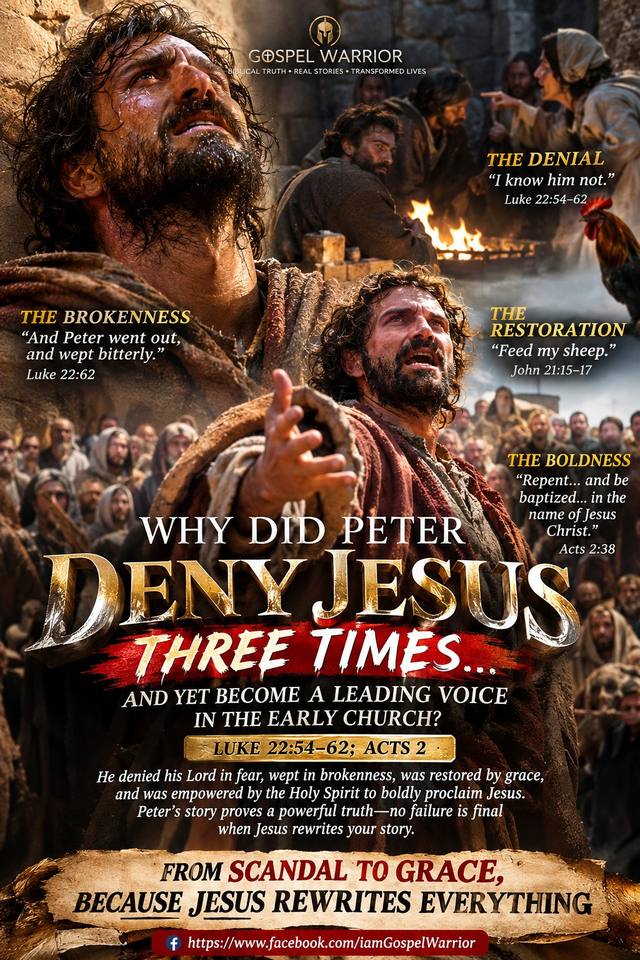 GOSPEL WARRIOR
BIBLICAL TRUTH • REAL STORIES • TRANSFORMED LIVES
THE DENIAL
“I know him not.”
Luke 22:54–62
THE BROKENNESS
“And Peter went out,
and wept bitterly.”
Luke 22:62
THE
RESTORATION
“Feed my sheep.”
John 21:15–17
THE BOLDNESS
“Repent... and be
baptized... in the
name of Jesus
Christ.”
Acts 2:38
WHY DID PETER
DENY JESUS
THREE TIMES...
AND YET BECOME A LEADING VOICE
IN THE EARLY CHURCH?
LUKE 22:54–62; ACTS 2
He denied his Lord in fear, wept in brokenness, was restored by grace,
and was empowered by the Holy Spirit to boldly proclaim Jesus.
Peter’s story proves a powerful truth—no failure is final
when Jesus rewrites your story.
FROM SCANDAL TO GRACE,
BECAUSE JESUS REWRITES EVERYTHING
f https://www.facebook.com/iamGospelWarrior